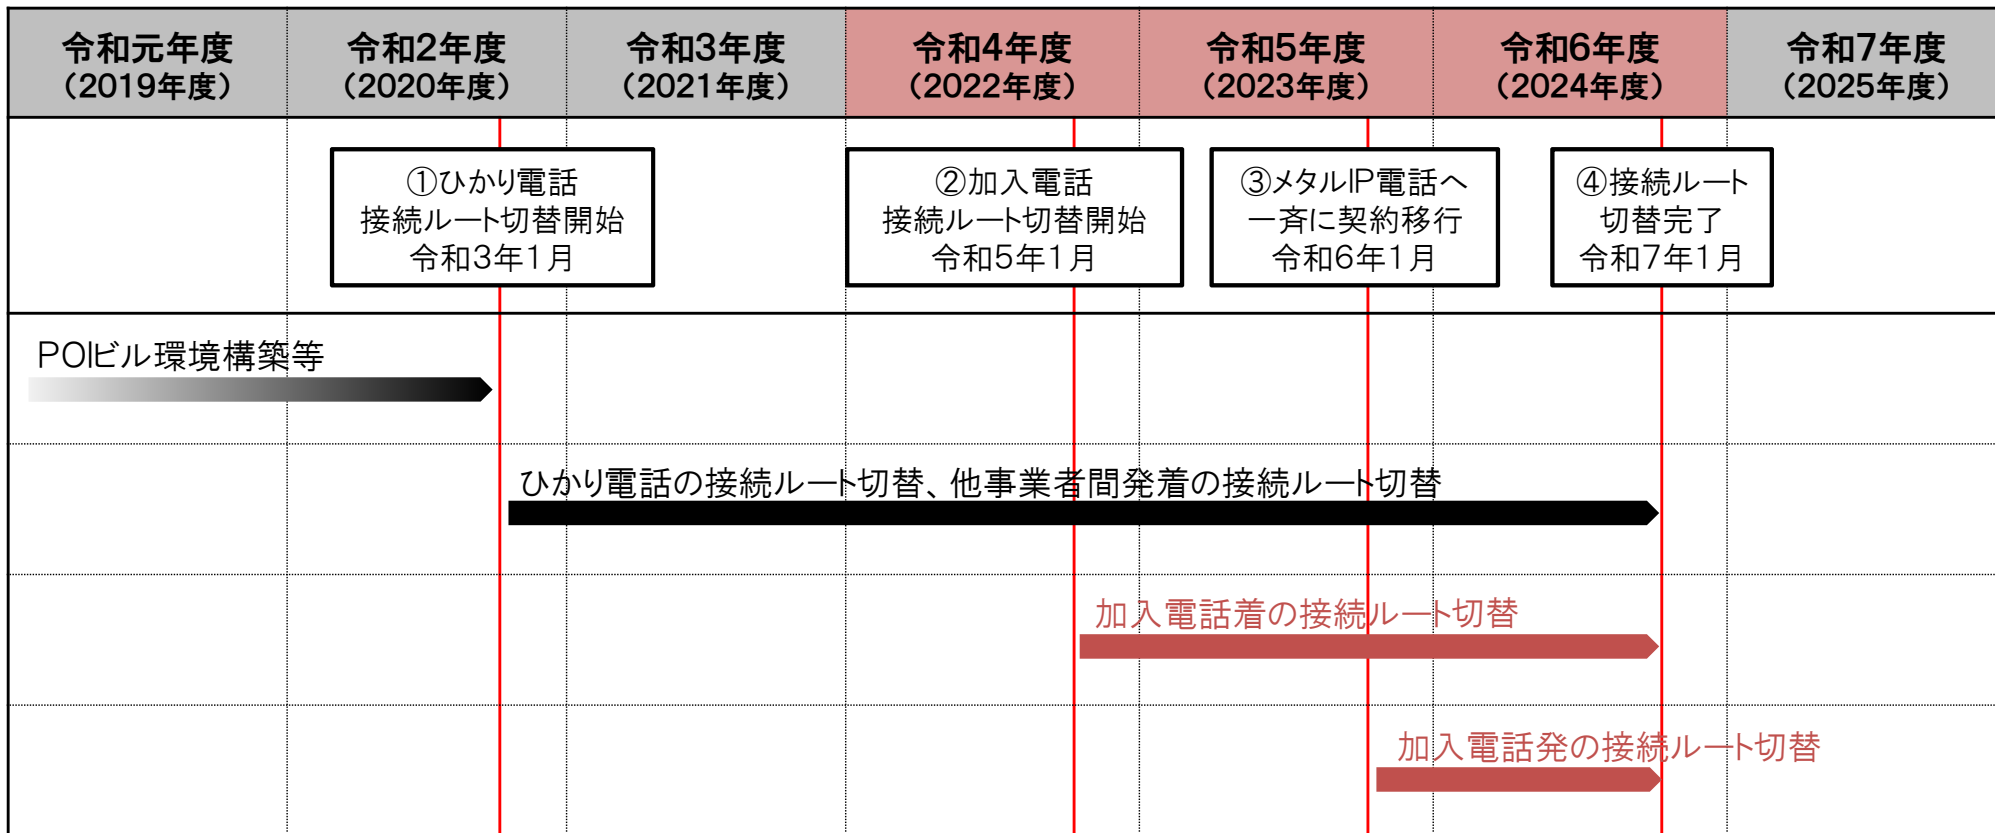 令和元年度
(2019年度)
令和2年度
(2020年度)
令和3年度
(2021年度)
令和4年度
(2022年度)
令和5年度
(2023年度)
令和6年度
(2024年度)
令和7年度
(2025年度)
①ひかり電話
接続ルート切替開始
令和3年1月
②加入電話
接続ルート切替開始
令和5年1月
③メタルIP電話へ
一斉に契約移行
令和6年1月
④接続ルート
切替完了
令和7年1月
POIビル環境構築等
ひかり電話の接続ルート切替、他事業者間発着の接続ルート切替
加入電話着の接続ルート切替
加入電話発の接続ルート切替